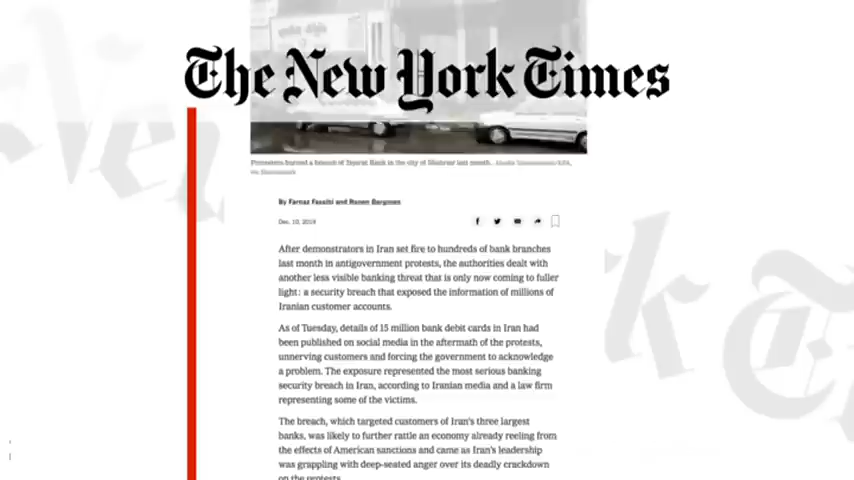 The New York Times
Protesters burned a branch of Bank in the city of last month.
By Farnaz Fassihi and Ronen Bergman
Dec. 10, 2019
After demonstrators in Iran set fire to hundreds of bank branches
last month in antigovernment protests, the authorities dealt with
another less visible banking threat that is only now coming to fuller
light: a security breach that exposed the information of millions of
Iranian customer accounts.
As of Tuesday, details of 15 million bank debit cards in Iran had
been published on social media in the aftermath of the protests,
unnerving customers and forcing the government to acknowledge
a problem. The exposure represented the most serious banking
security breach in Iran, according to Iranian media and a law firm
representing some of the victims.
The breach, which targeted customers of Iran's three largest
banks, was likely to further rattle an economy already reeling from
the effects of American sanctions and came as Iran's leadership
was grappling with deep-seated anger over its deadly crackdown
on the protests.